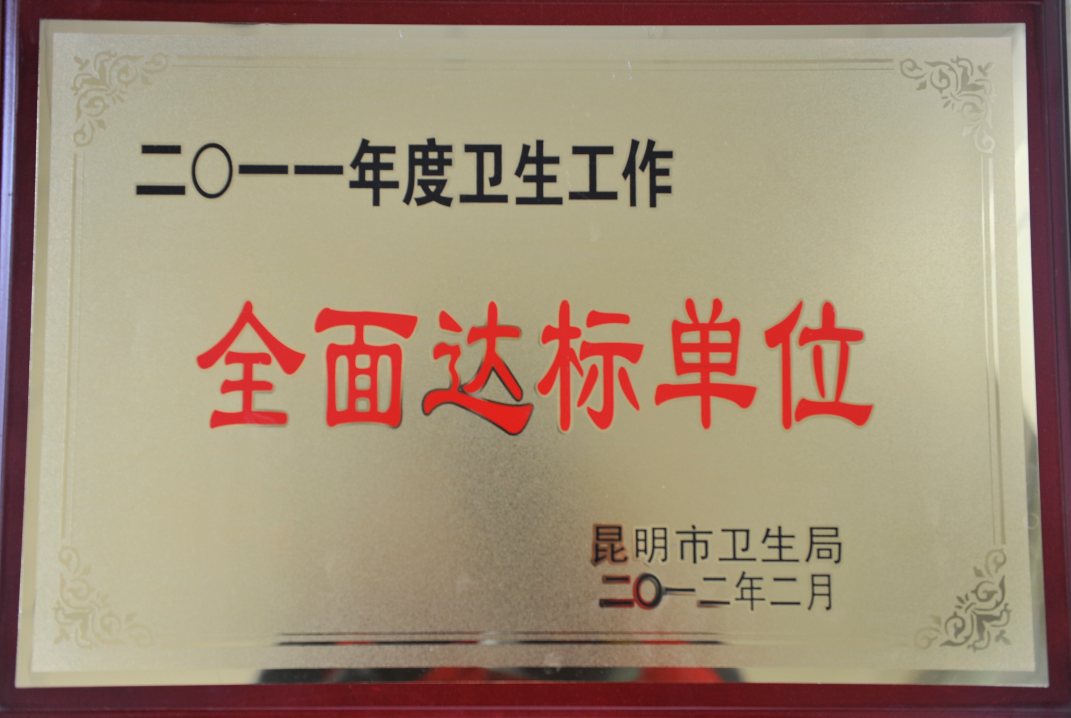 二〇一一年度卫生工作
全面达标单位
昆明市卫生局
二〇一二年二月